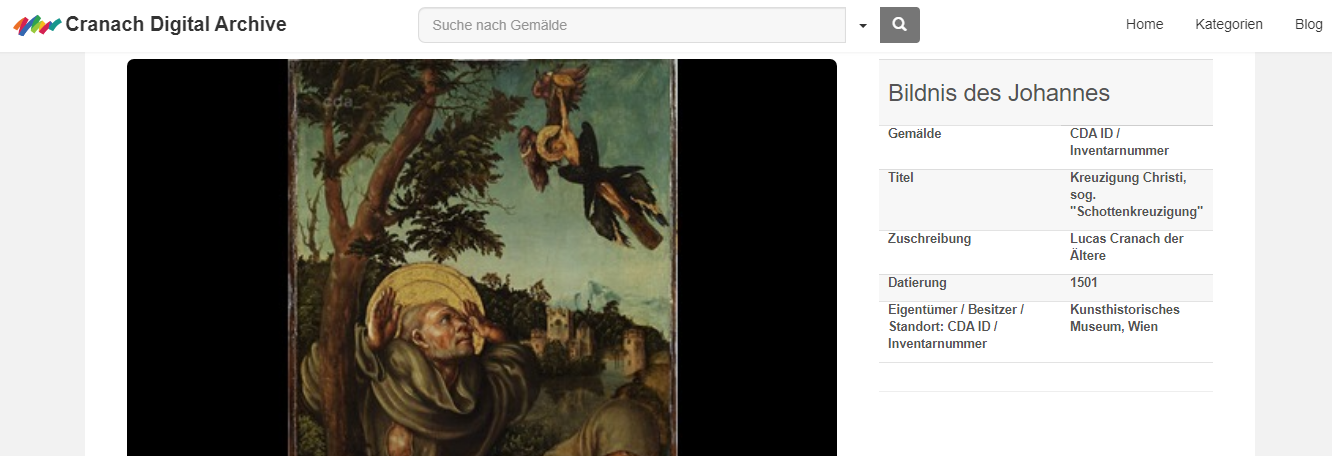 Cranach Digital Archive
Suche nach Gemälde
Home
Kategorien
Blog
cda_
Bildnis des Johannes
Gemälde
CDA ID /
Inventarnummer
Titel
Kreuzigung Christi,
sog.
"Schottenkreuzigung"
Zuschreibung
Lucas Cranach der
Ältere
Datierung
1501
Eigentümer / Besitzer /
Standort: CDA ID /
Inventarnummer
Kunsthistorisches
Museum, Wien